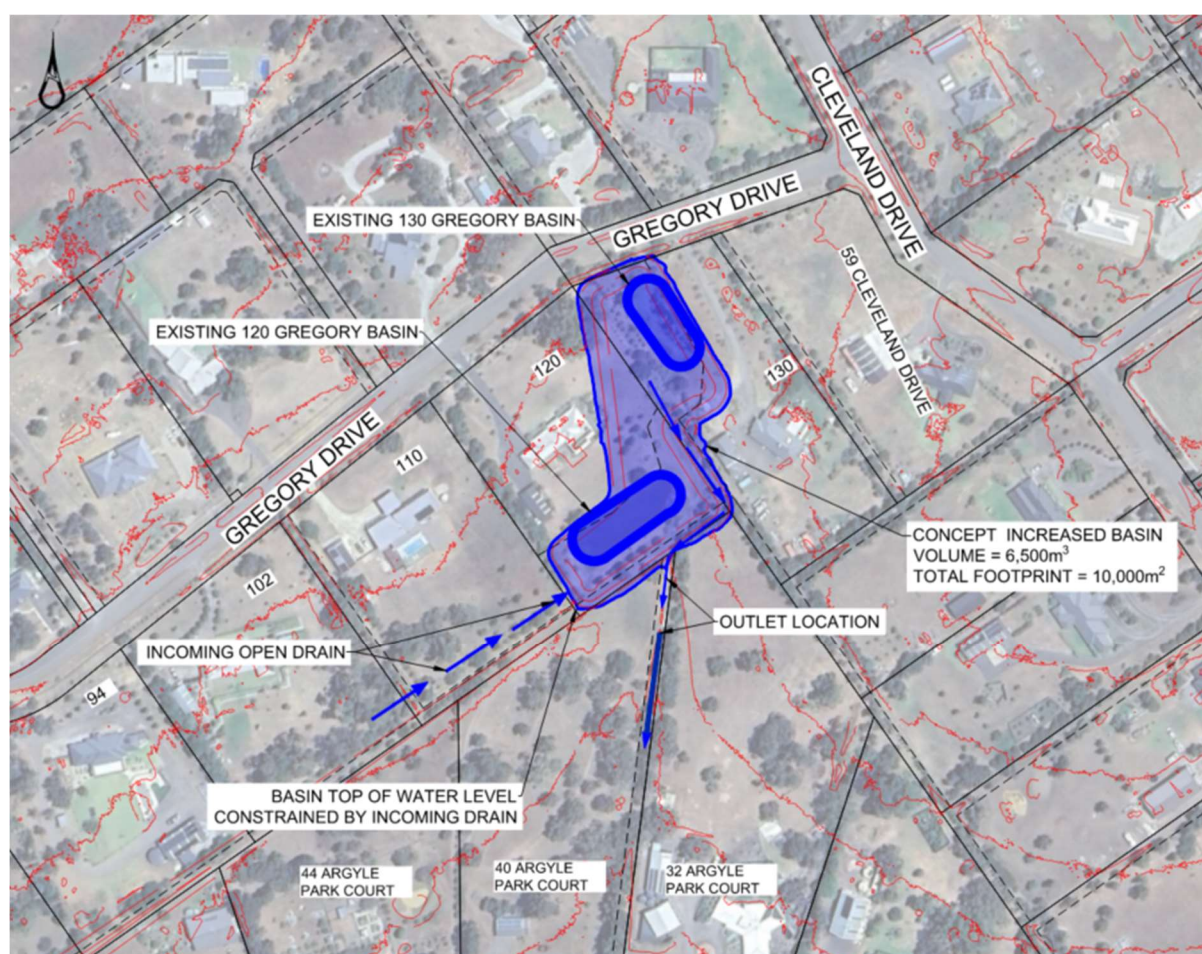 CLEVELAND DRIVE
EXISTING 130 GREGORY BASIN
GREGORY DRIVE
59 CLEVELAND DRIVE
EXISTING 120 GREGORY BASIN
120
130
GREGORY DRIVE
110
CONCEPT INCREASED BASIN
VOLUME = 6,500m³
TOTAL FOOTPRINT = 10,000m²
102
OUTLET LOCATION
INCOMING OPEN DRAIN
94
BASIN TOP OF WATER LEVEL
CONSTRAINED BY INCOMING DRAIN
44 ARGYLE
PARK COURT
40 ARGYLE
PARK COURT
32 ARGYLE
PARK COURT